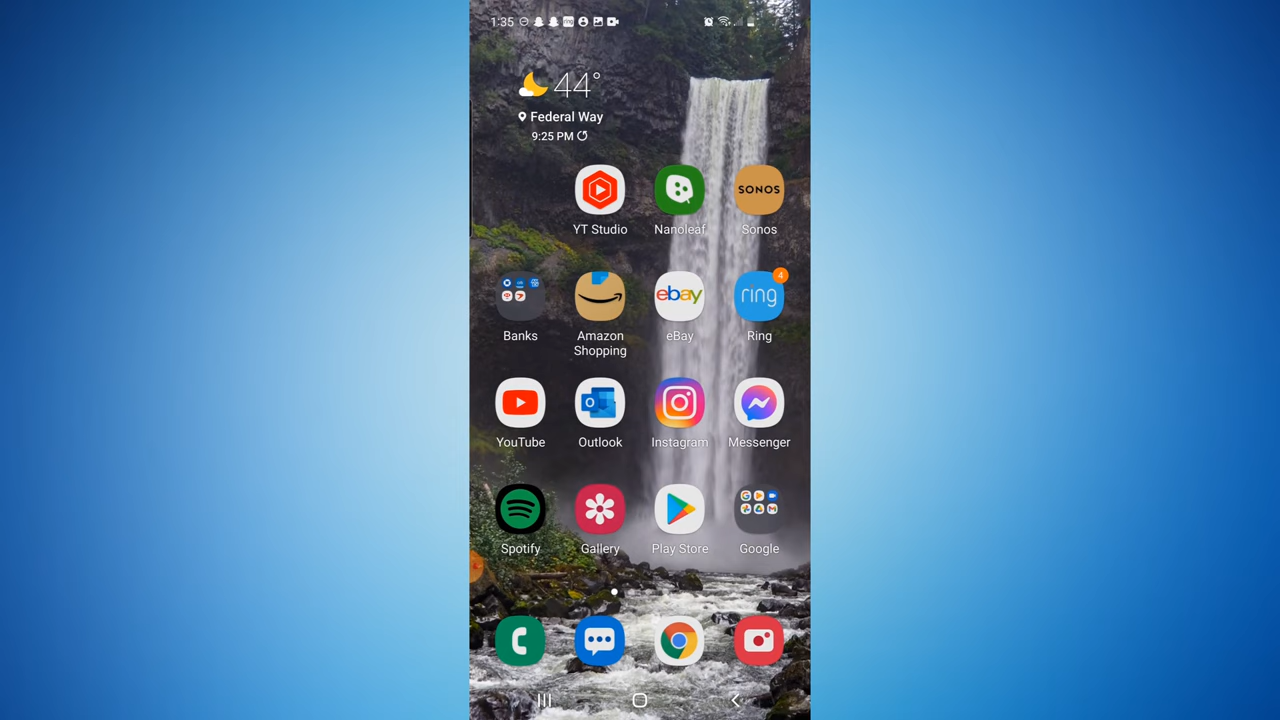 1:35
44°
Federal Way
9:25 PM
SONOS
YT Studio
Nanoleaf
Sonos
4
ebay
ring
Banks
Amazon
Shopping
eBay
Ring
YouTube
Outlook
Instagram
Messenger
Spotify
Gallery
Play Store
Google